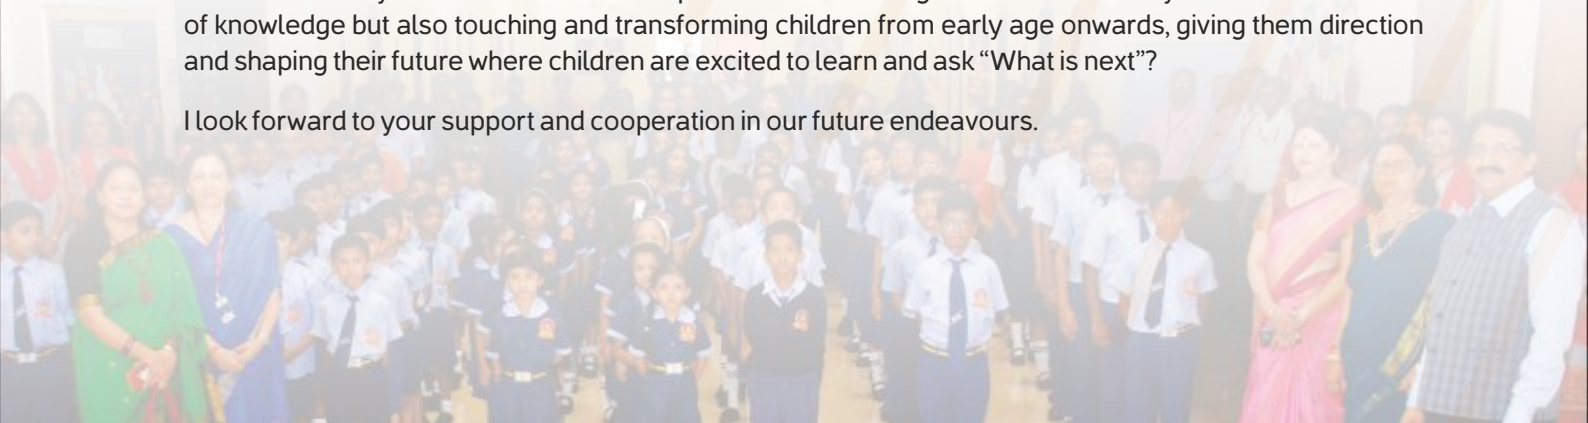 of knowledge but also touching and transforming children from early age onwards, giving them direction
and shaping their future where children are excited to learn and ask “What is next”?
I look forward to your support and cooperation in our future endeavours.